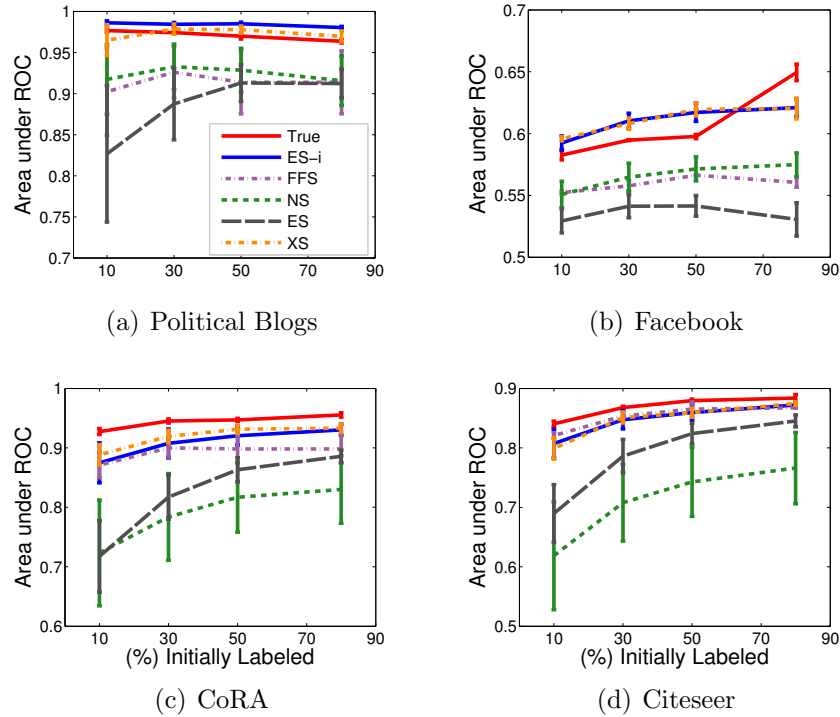 1
0.95
0.9
0.85
0.8
0.75
0.7
Area under ROC
10 30 50 70 90
True
ES-i
FFS
NS
ES
XS
(a) Political Blogs
0.7
0.65
0.6
0.55
0.5
Area under ROC
10 30 50 70 90
(b) Facebook
1
0.9
0.8
0.7
0.6
Area under ROC
10 30 50 70 90
(%) Initially Labeled
(c) CoRA
0.9
0.8
0.7
0.6
0.5
Area under ROC
10 30 50 70 90
(%) Initially Labeled
(d) Citeseer